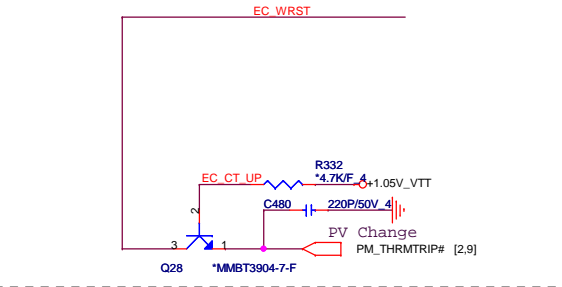 EC_WRST
R332
EC_CT_UP
*4.7K/F_4
+1.05V_VTT
C480
220P/50V_4
2
PV Change
3
1
PM_THRMTRIP# [2,9]
Q28
*MMBT3904-7-F